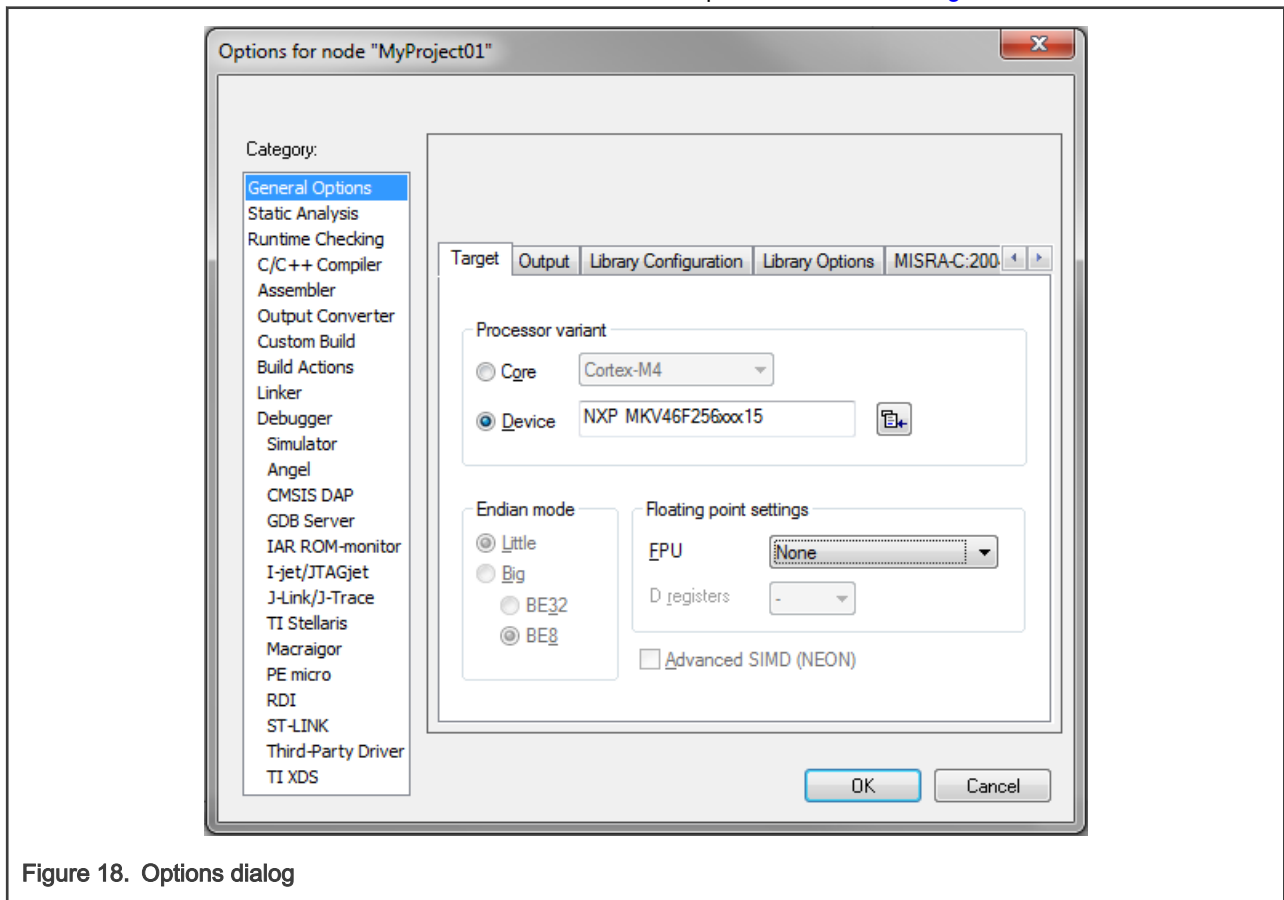 Options for node "MyProject01"
x
Category:
General Options
Static Analysis
Runtime Checking
C/C++ Compiler
Assembler
Output Converter
Custom Build
Build Actions
Linker
Debugger
Simulator
Angel
CMSIS DAP
GDB Server
IAR ROM-monitor
I-jet/JTAGjet
J-Link/J-Trace
TI Stellaris
Macraigor
PE micro
RDI
ST-LINK
Third-Party Driver
TI XDS
Target Output Library Configuration Library Options MISRA-C:200
Processor variant
Core Cortex-M4
Device NXP MKV46F256xxx15
Endian mode
Little
Big
BE32
BE8
Floating point settings
FPU None
D registers -
Advanced SIMD (NEON)
OK Cancel
Figure 18. Options dialog